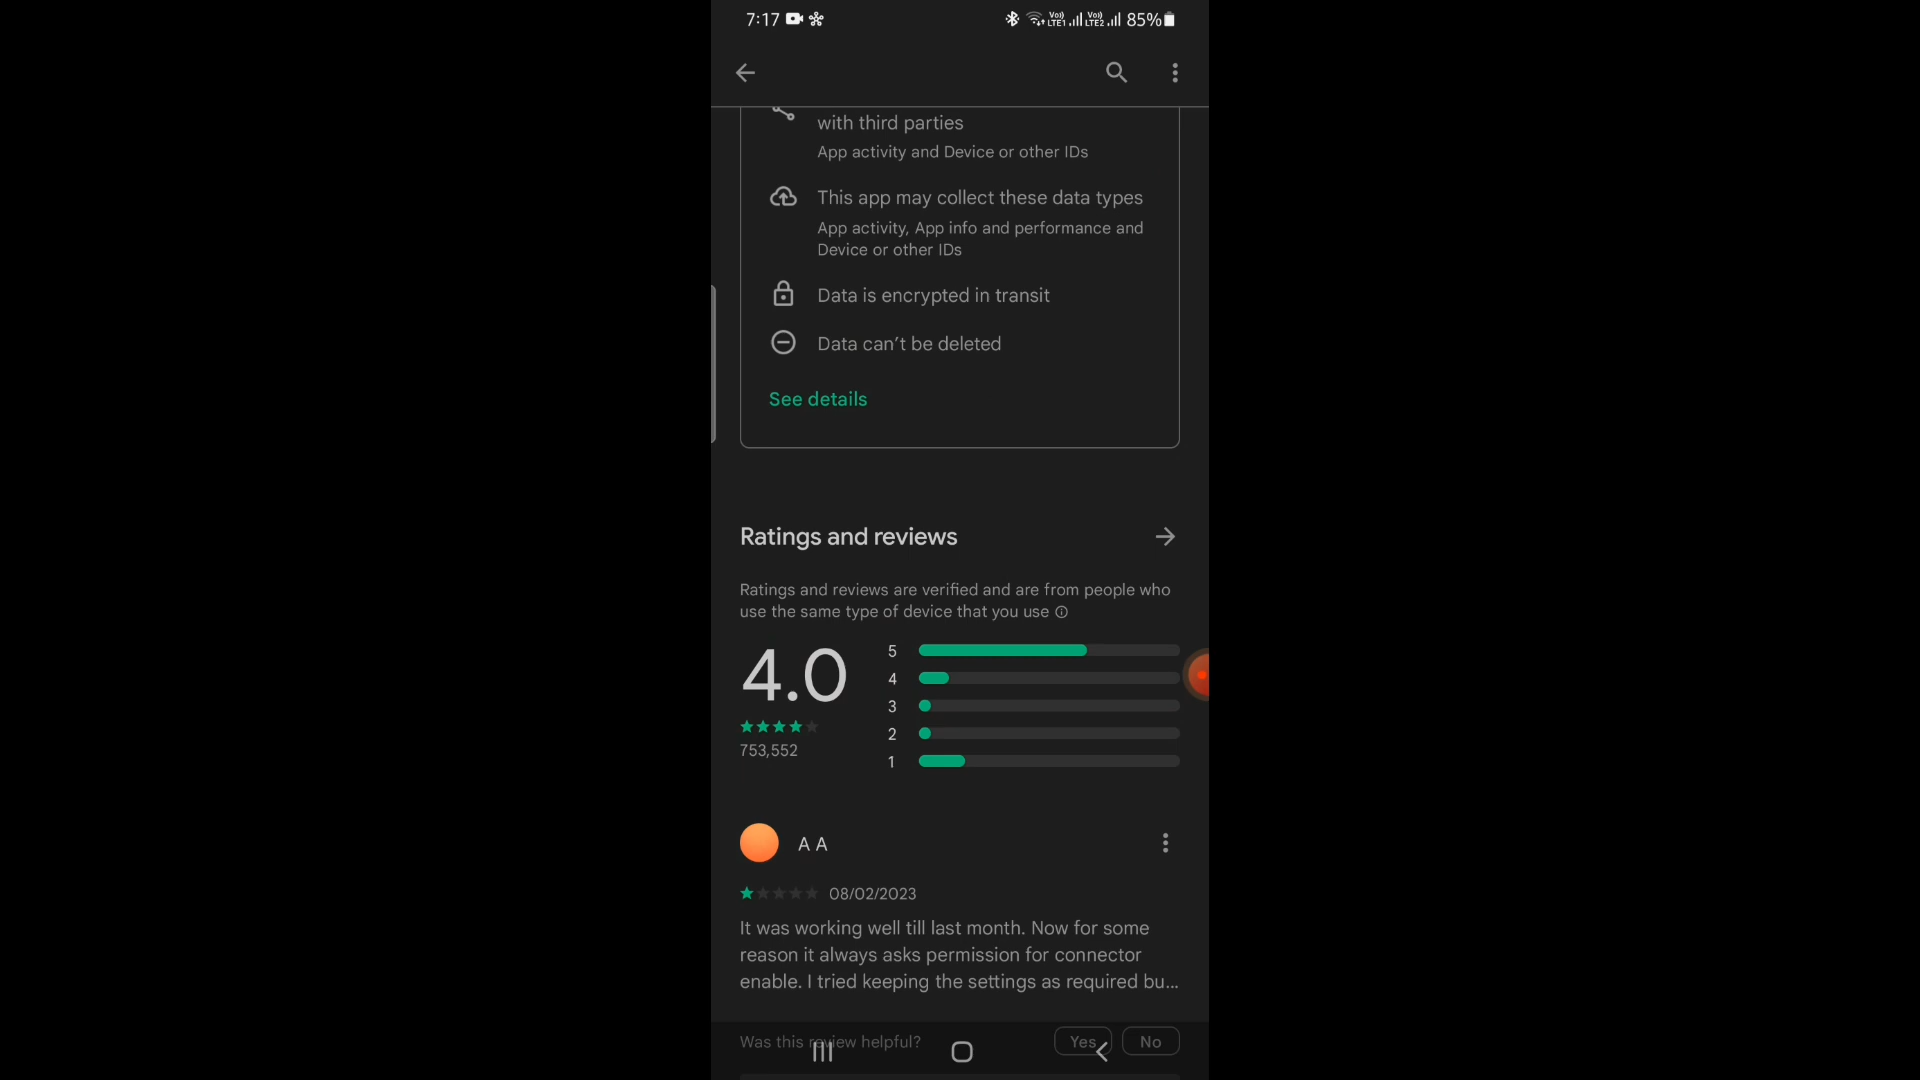 7:17
Vo) LTE1 Vo) LTE2 85%
with third parties
App activity and Device or other IDs
This app may collect these data types
App activity, App info and performance and
Device or other IDs
Data is encrypted in transit
Data can’t be deleted
See details
Ratings and reviews
Ratings and reviews are verified and are from people who
use the same type of device that you use
4.0
753,552
5
4
3
2
1
A A
08/02/2023
It was working well till last month. Now for some
reason it always asks permission for connector
enable. I tried keeping the settings as required bu...
Was this review helpful? Yes No